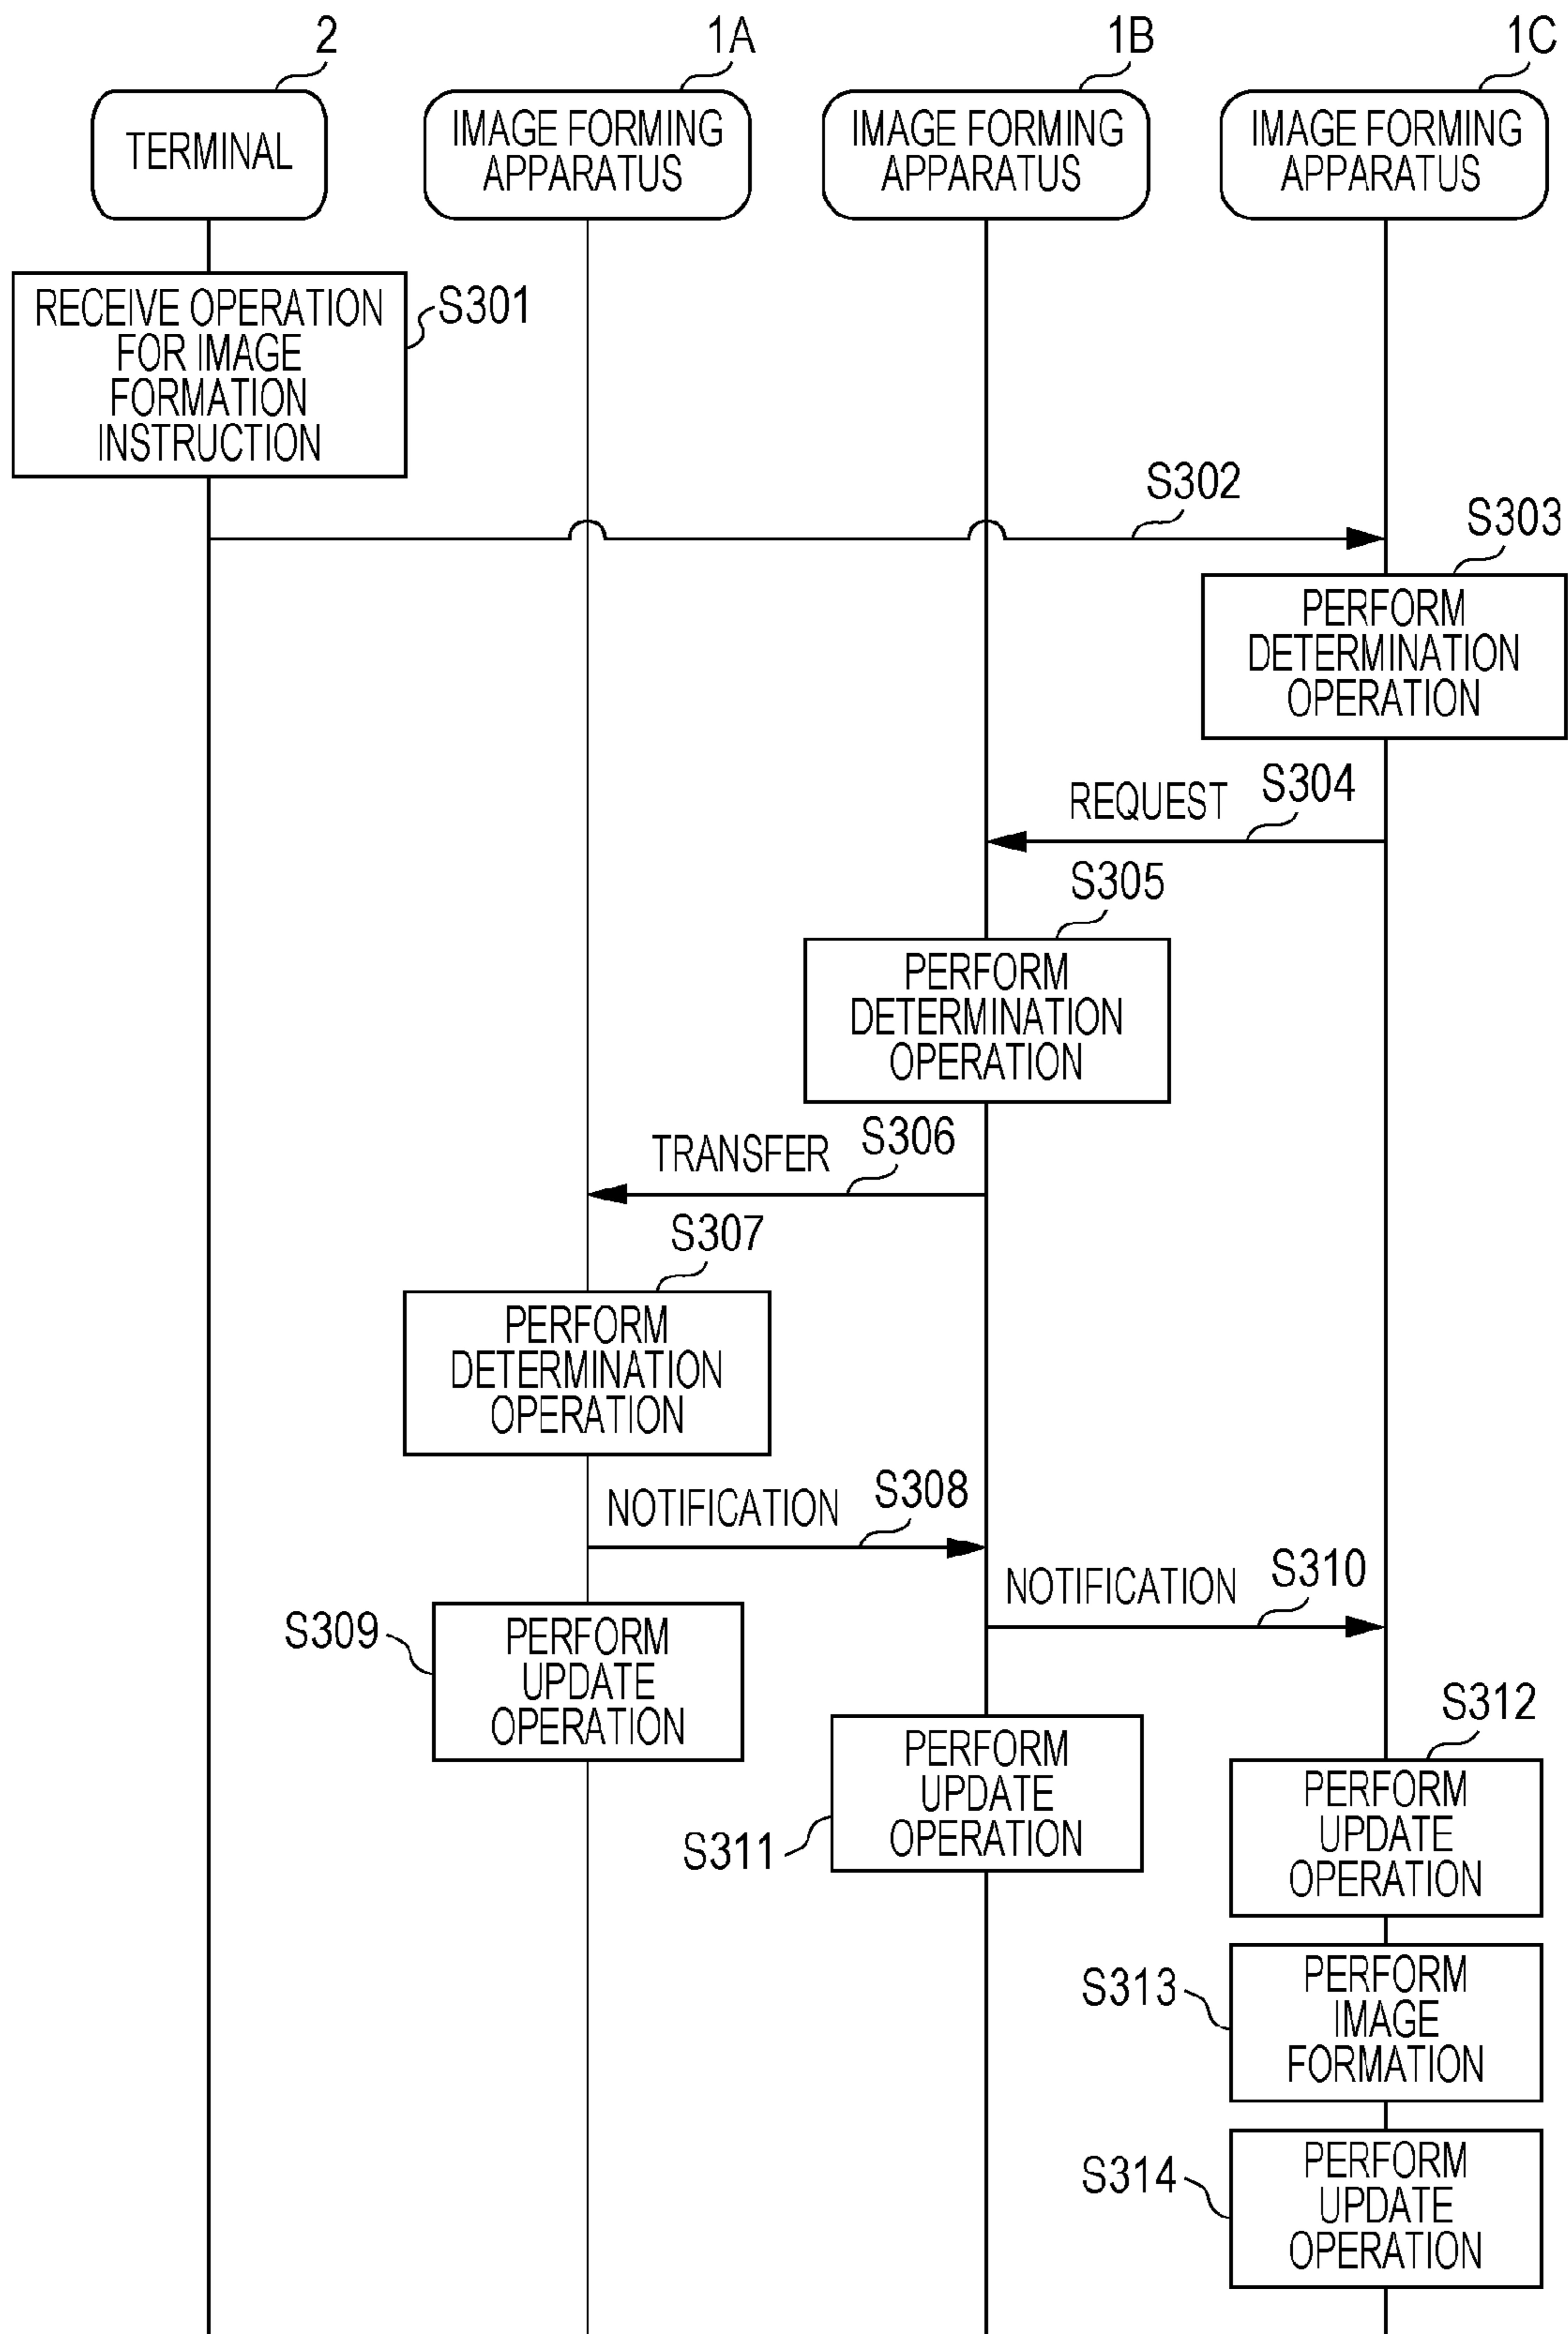 2
1A
1B
1C
TERMINAL
IMAGE FORMING
APPARATUS
IMAGE FORMING
APPARATUS
IMAGE FORMING
APPARATUS
RECEIVE OPERATION
FOR IMAGE
FORMATION
INSTRUCTION
S301
S302
S303
PERFORM
DETERMINATION
OPERATION
REQUEST
S304
S305
PERFORM
DETERMINATION
OPERATION
TRANSFER
S306
S307
PERFORM
DETERMINATION
OPERATION
NOTIFICATION
S308
NOTIFICATION
S310
S309
PERFORM
UPDATE
OPERATION
S311
PERFORM
UPDATE
OPERATION
S312
PERFORM
UPDATE
OPERATION
S313
PERFORM
IMAGE
FORMATION
S314
PERFORM
UPDATE
OPERATION